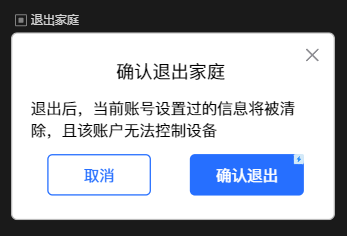 退出家庭
确认退出家庭
退出后，当前账号设置过的信息将被清
除，且该账户无法控制设备
取消
确认退出